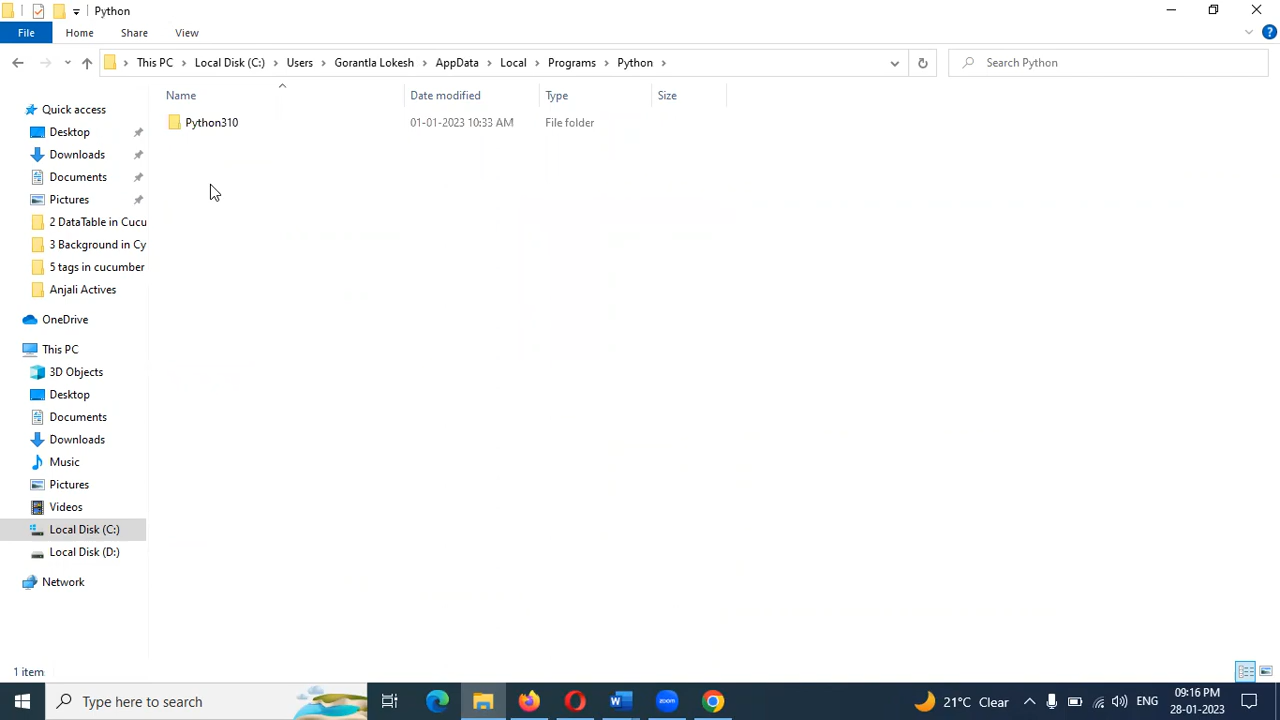 Python
File Home Share View
This PC Local Disk (C:) Users Gorantla Lokesh AppData Local Programs Python Search Python
Name Date modified Type Size
Python310 01-01-2023 10:33 AM File folder
Quick access
Desktop
Downloads
Documents
Pictures
2 DataTable in Cucu
3 Background in Cy
5 tags in cucumber
Anjali Actives
OneDrive
This PC
3D Objects
Desktop
Documents
Downloads
Music
Pictures
Videos
Local Disk (C:)
Local Disk (D:)
Network
1 item
Type here to search zoom 21°C Clear ENG 09:16 PM
28-01-2023